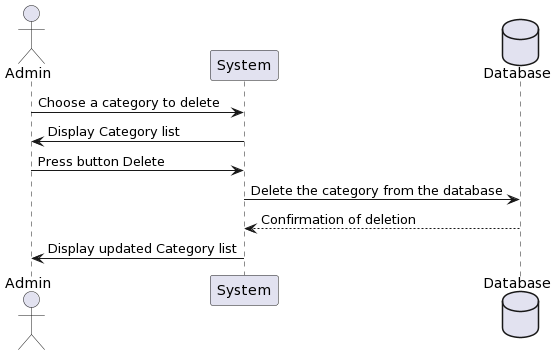 Admin
System
Database
Choose a category to delete
Display Category list
Press button Delete
Delete the category from the database
Confirmation of deletion
Display updated Category list
Admin
System
Database